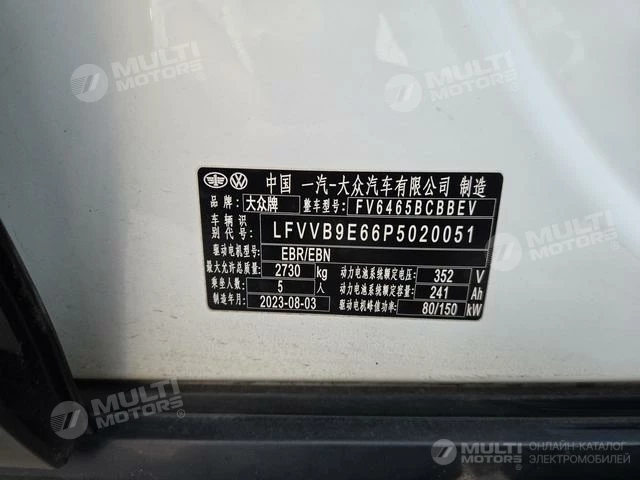 中国 一汽-大众汽车有限公司 制造
品牌: 大众牌 整车型号: FV6465BCBBEV
车辆识别代号: LFVVB9E66P5020051
驱动电机型号: EBR/EBN
最大允许总质量: 2730 kg 动力电池系统额定电压: 352 V
乘坐人数: 5 人 动力电池系统额定容量: 241 Ah
制造年月: 2023-08-03 驱动电机峰值功率: 80/150 kW
MULTI MOTORS
MULTI MOTORS
MULTI MOTORS
MULTI MOTORS
MULTI MOTORS
MULTI MOTORS ОНЛАЙН-КАТАЛОГ ЭЛЕКТРОМОБИЛЕЙ